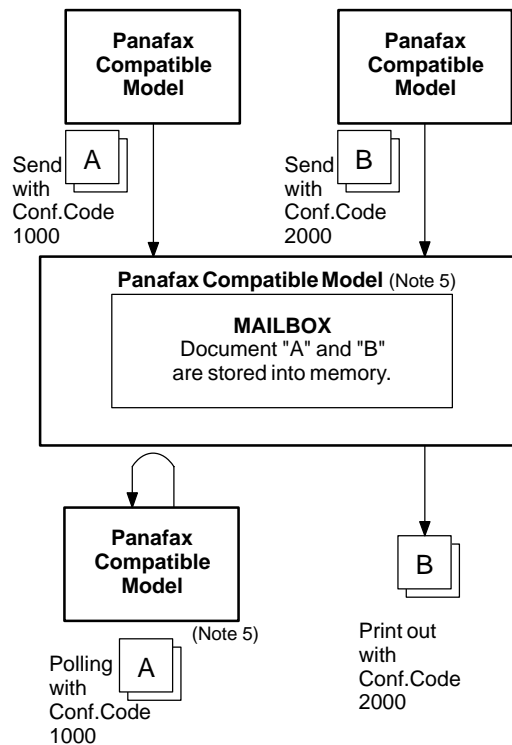 Panafax
Compatible
Model
Panafax
Compatible
Model
A
Send
with
Conf.Code
1000
B
Send
with
Conf.Code
2000
Panafax Compatible Model (Note 5)
MAILBOX
Document "A" and "B"
are stored into memory.
Panafax
Compatible
Model
(Note 5)
A
Polling
with
Conf.Code
1000
B
Print out
with
Conf.Code
2000